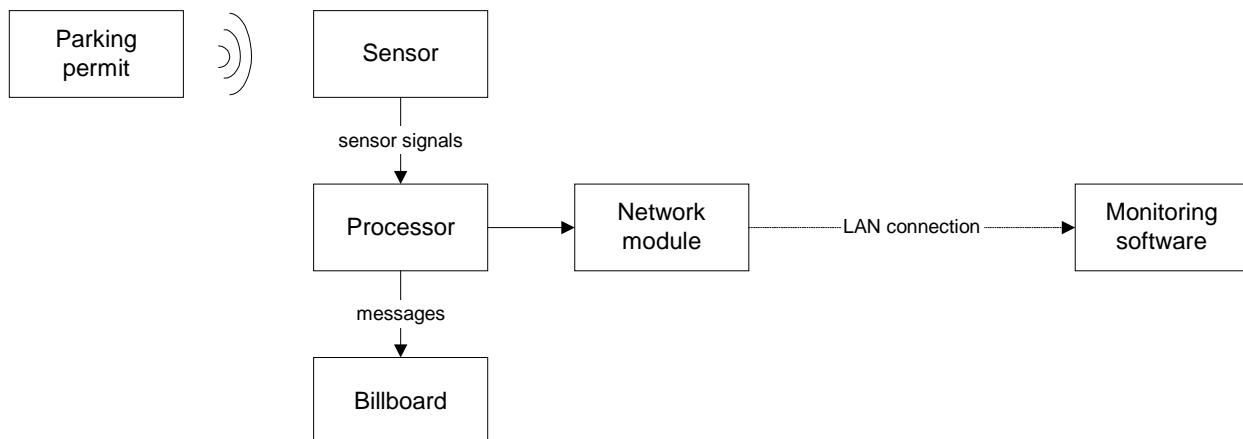 Parking
permit
Sensor
sensor signals
Processor
Network
module
LAN connection
Monitoring
software
messages
Billboard